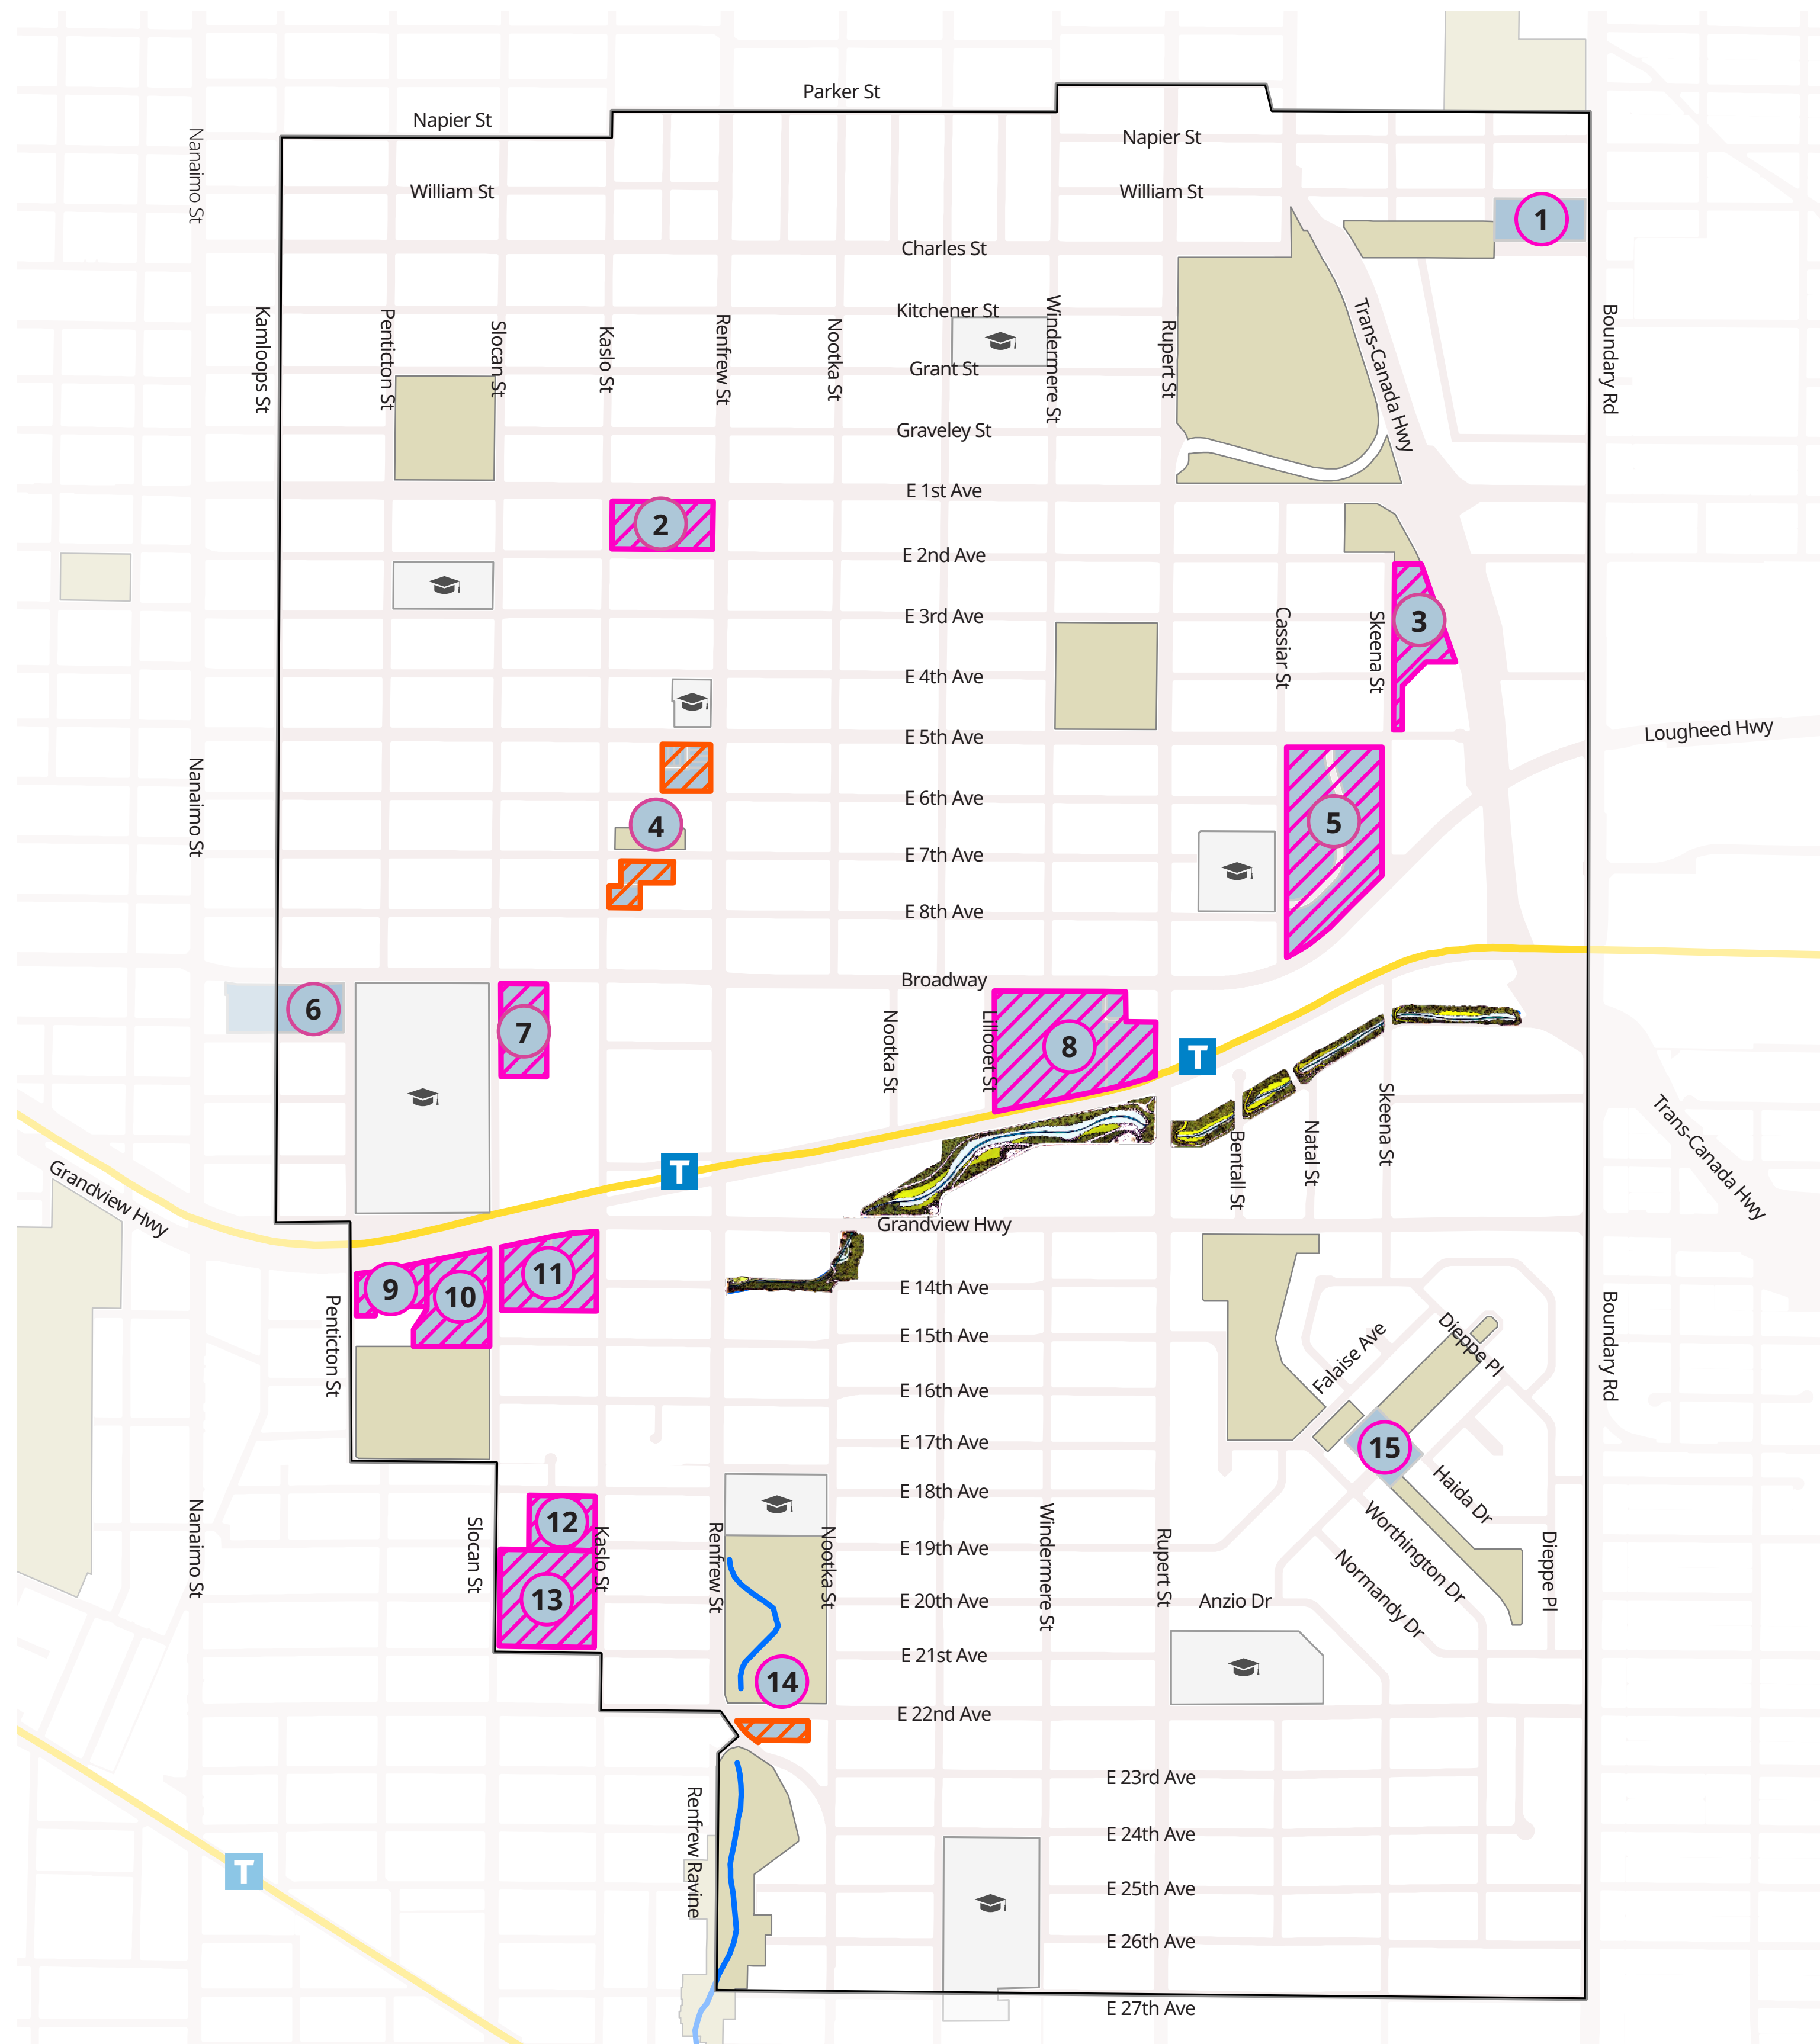 Parker St
Napier St
Napier St
Nanaimo St
William St
William St
1
Charles St
Kitchener St
Kamloops St
Penticton St
Slocan St
Kaslo St
Renfrew St
Nootka St
Windermere St
Rupert St
Trans-Canada Hwy
Boundary Rd
Grant St
Graveley St
E 1st Ave
2
E 2nd Ave
E 3rd Ave
Cassiar St
Skeena St
3
E 4th Ave
Lougheed Hwy
E 5th Ave
Nanaimo St
E 6th Ave
4
5
E 7th Ave
E 8th Ave
Broadway
6
7
Nootka St
Lillooet St
8
T
Skeena St
Trans-Canada Hwy
Bentall St
Natal St
T
Grandview Hwy
Grandview Hwy
9
10
11
E 14th Ave
Penticton St
E 15th Ave
Falaise Ave
Dieppe Pl
Boundary Rd
E 16th Ave
E 17th Ave
15
Haida Dr
E 18th Ave
Nanaimo St
Slocan St
12
Kaslo St
Renfrew St
Nootka St
Windermere St
Rupert St
Worthington Dr
Normandy Dr
Dieppe Pl
E 19th Ave
13
E 20th Ave
Anzio Dr
E 21st Ave
14
E 22nd Ave
E 23rd Ave
Renfrew Ravine
E 24th Ave
T
E 25th Ave
E 26th Ave
E 27th Ave